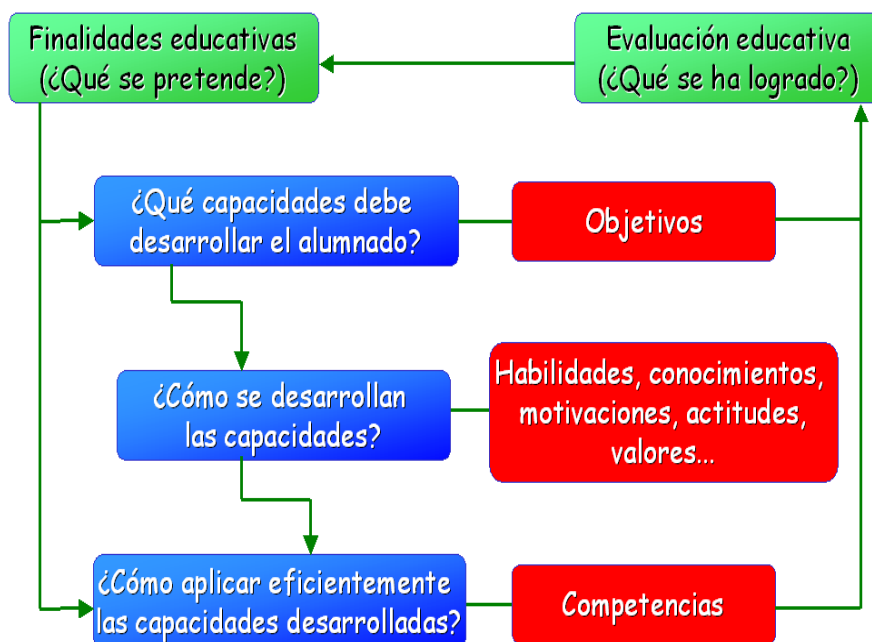 Finalidades educativas
(¿Qué se pretende?)
Evaluación educativa
(¿Qué se ha logrado?)
¿Qué capacidades debe
desarrollar el alumnado?
Objetivos
¿Cómo se desarrollan
las capacidades?
Habilidades, conocimientos,
motivaciones, actitudes,
valores...
¿Cómo aplicar eficientemente
las capacidades desarrolladas?
Competencias